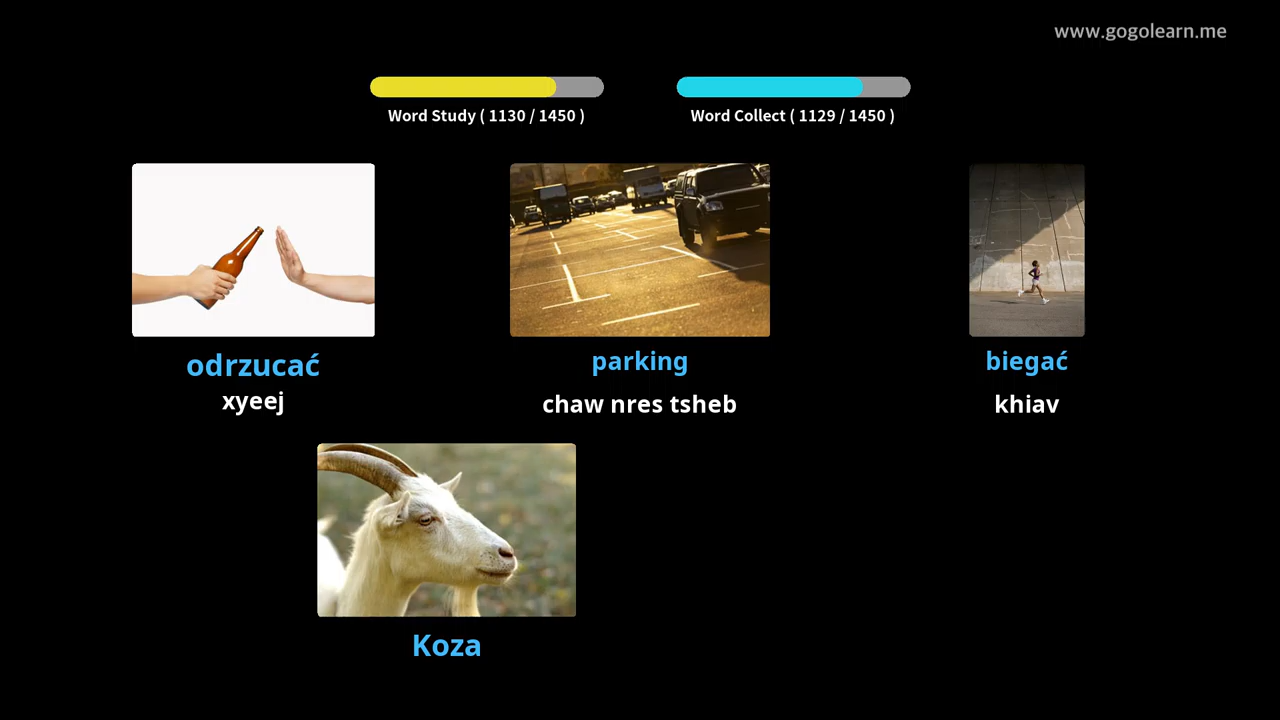 www.gogolearn.me
Word Study ( 1130 / 1450 )
Word Collect ( 1129 / 1450 )
odrzucać
parking
biegać
xyeej
chaw nres tsheb
khiav
Koza